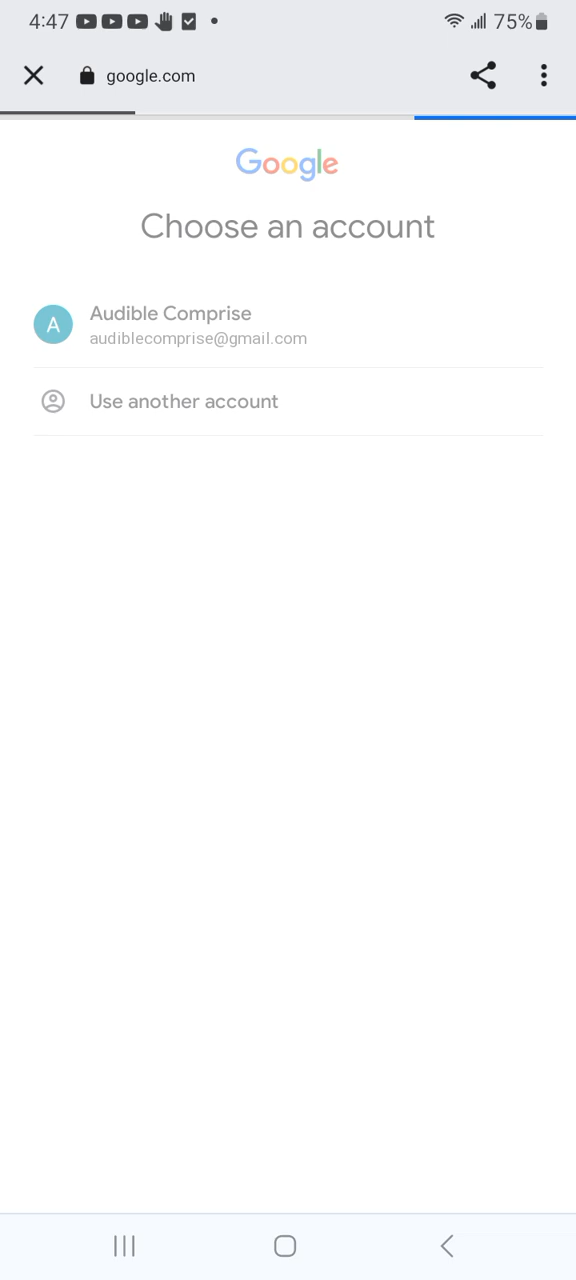 4:47 75%
google.com
Google
Choose an account
A
Audible Comprise
audiblecomprise@gmail.com
Use another account